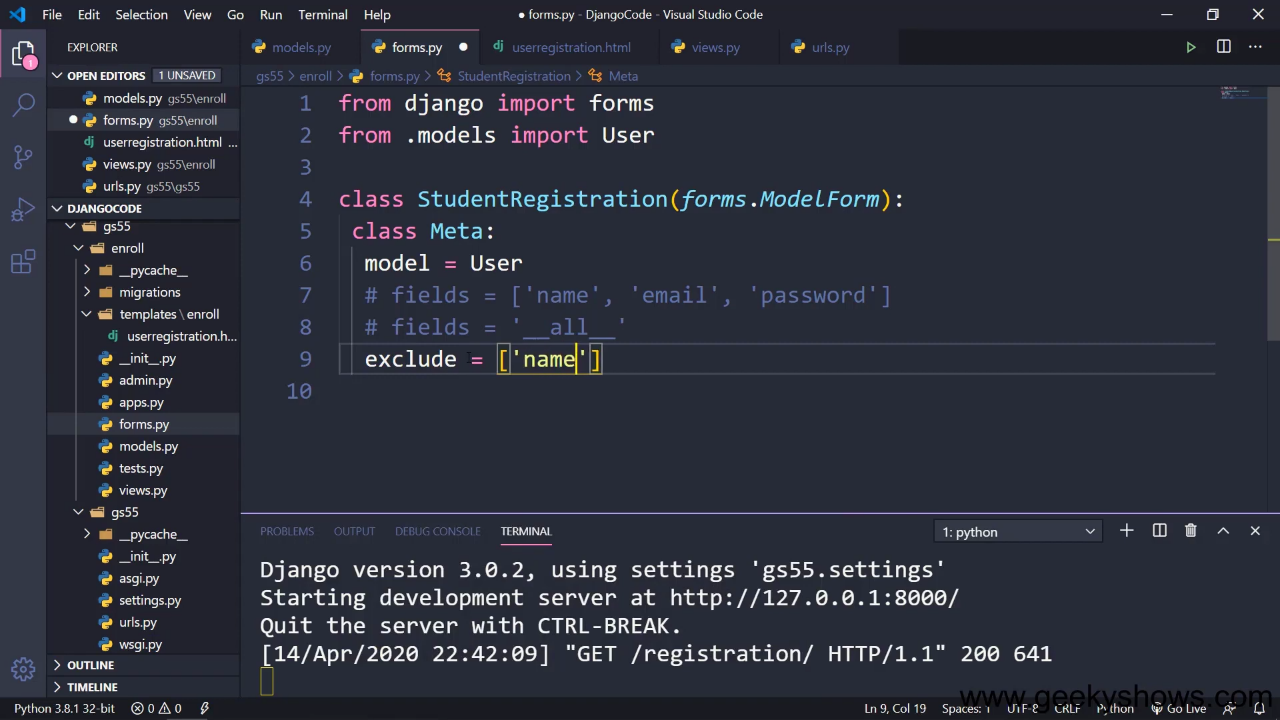 File Edit Selection View Go Run Terminal Help ● forms.py - DjangoCode - Visual Studio Code
EXPLORER
models.py forms.py userregistration.html views.py urls.py
OPEN EDITORS 1 UNSAVED
gs55 > enroll > forms.py > StudentRegistration > Meta
models.py gs55\enroll
forms.py gs55\enroll
userregistration.html ...
views.py gs55\enroll
urls.py gs55\gs55
DJANGOCODE
gs55
enroll
__pycache__
migrations
templates \ enroll
userregistration.html
__init__.py
admin.py
apps.py
forms.py
models.py
tests.py
views.py
gs55
__pycache__
__init__.py
asgi.py
settings.py
urls.py
wsgi.py
OUTLINE
TIMELINE
1 from django import forms
2 from .models import User
3
4 class StudentRegistration(forms.ModelForm):
5 class Meta:
6 model = User
7 # fields = ['name', 'email', 'password']
8 # fields = '__all__'
9 exclude = ['name']
10
PROBLEMS OUTPUT DEBUG CONSOLE TERMINAL 1: python
Django version 3.0.2, using settings 'gs55.settings'
Starting development server at http://127.0.0.1:8000/
Quit the server with CTRL-BREAK.
[14/Apr/2020 22:42:09] "GET /registration/ HTTP/1.1" 200 641
www.geekyshows.com
Python 3.8.1 32-bit 0 0 Ln 9, Col 19 Spaces: 1 UTF-8 CRLF Python Go Live